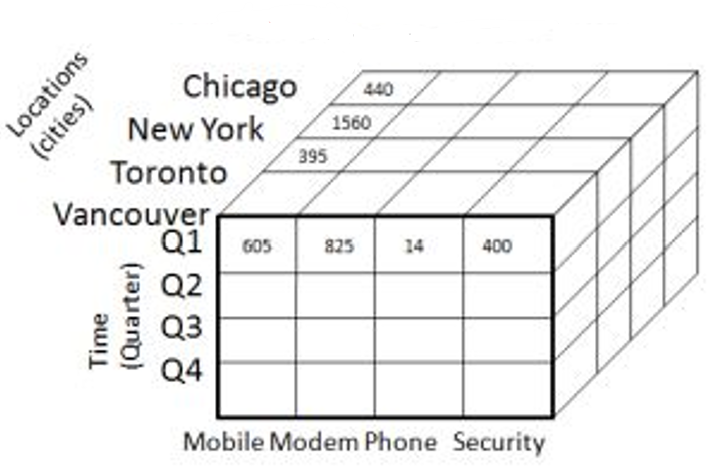 Locations
(cities)
Chicago
440
New York
1560
Toronto
395
Vancouver
Q1
605 825 14 400
Q2
Q3
Q4
Time
(Quarter)
Mobile Modem Phone Security